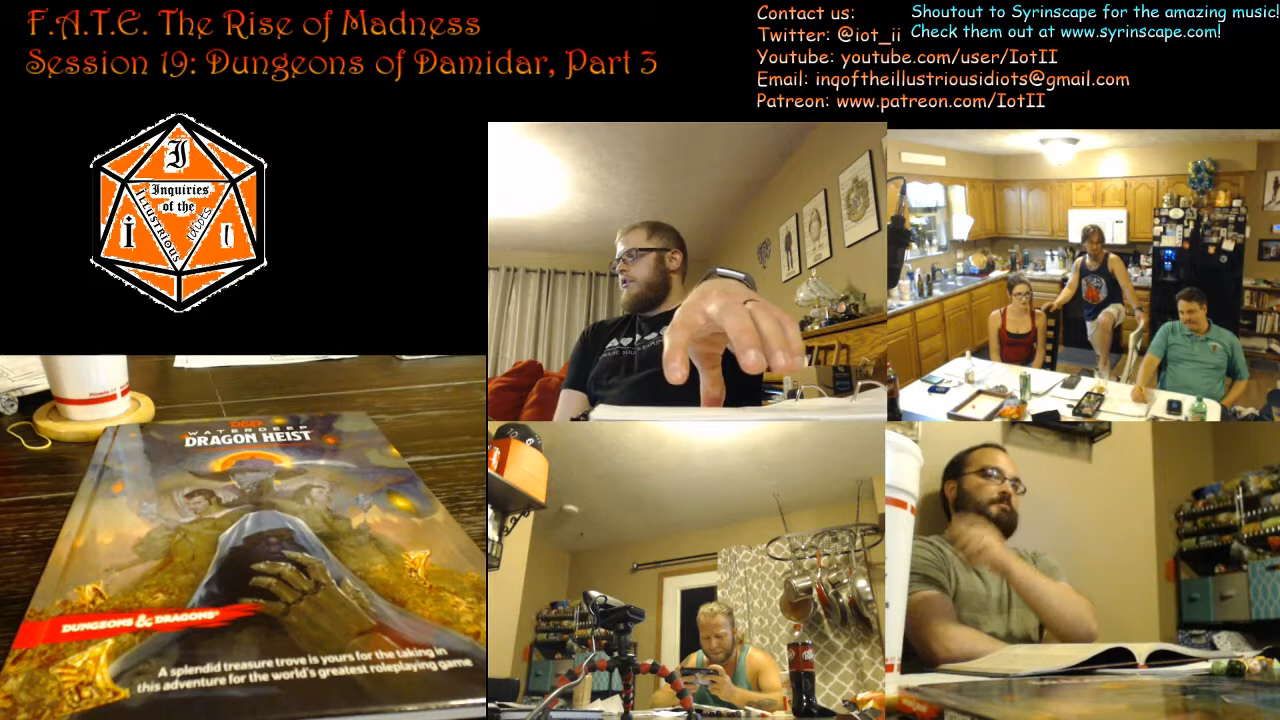 F.A.T.E. The Rise of Madness
Session 19: Dungeons of Damidar, Part 3
Contact us:
Twitter: @iot_ii
Youtube: youtube.com/user/IotII
Email: inqoftheillustriousidiots@gmail.com
Patreon: www.patreon.com/IotII
Shoutout to Syrinscape for the amazing music!
Check them out at www.syrinscape.com!
I
Inquiries
of the
ILLUSTRIOUS
idiots
i
I
D&D
WATERDEEP
DRAGON HEIST
DUNGEONS & DRAGONS
A splendid treasure trove is yours for the taking in
this adventure for the world's greatest roleplaying game